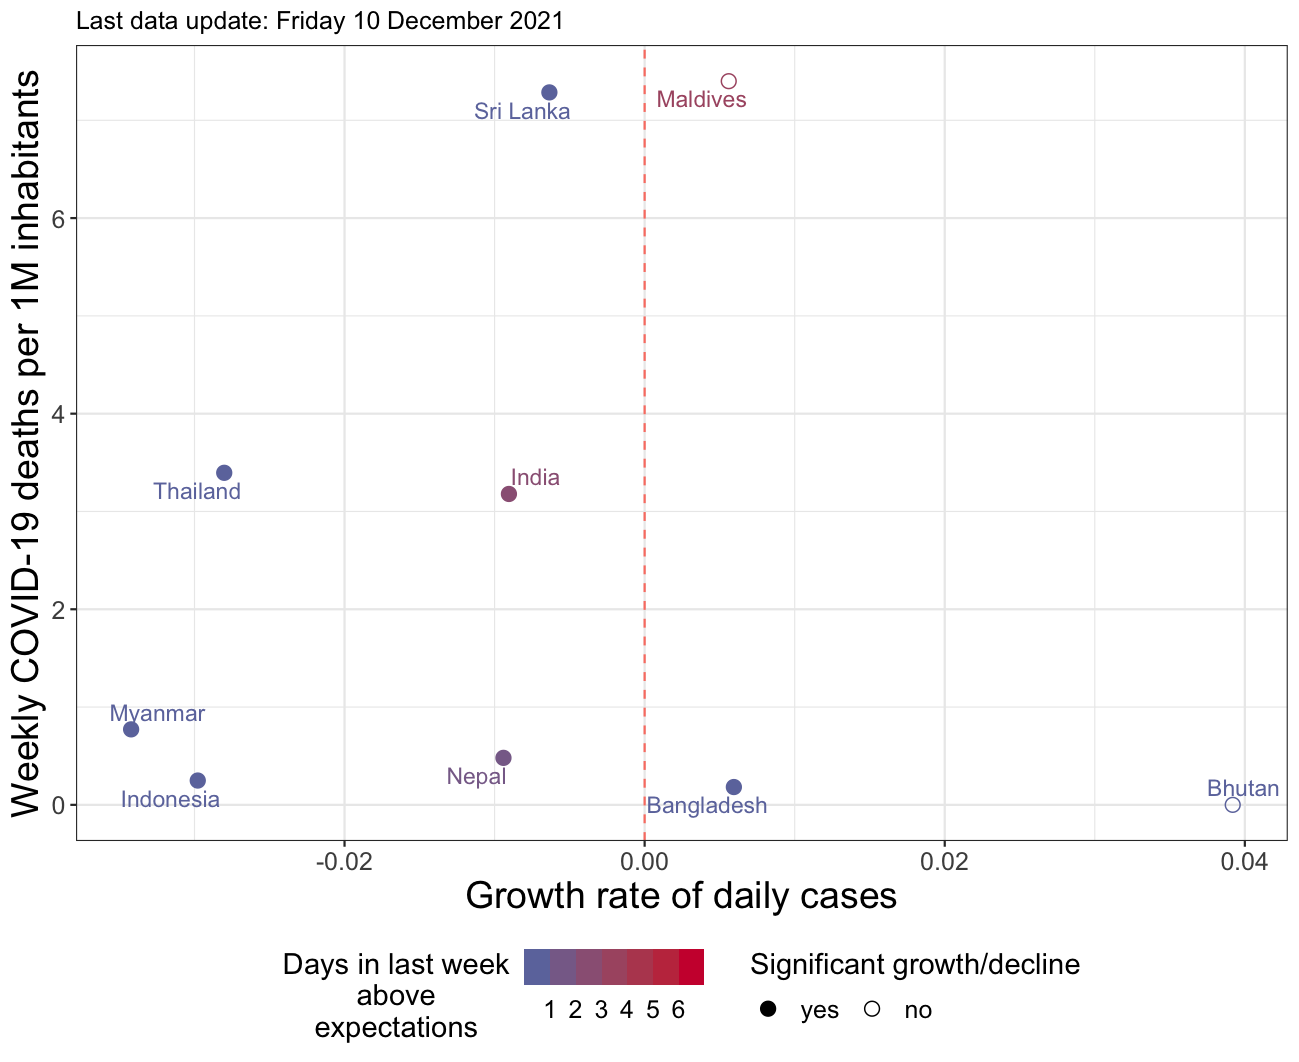 Last data update: Friday 10 December 2021
Weekly COVID-19 deaths per 1M inhabitants
Sri Lanka
Maldives
6
4
India
Thailand
2
Myanmar
Nepal
Indonesia
Bhutan
Bangladesh
0
-0.02 0.00 0.02 0.04
Growth rate of daily cases
Days in last week
above
expectations
1 2 3 4 5 6
Significant growth/decline
yes no